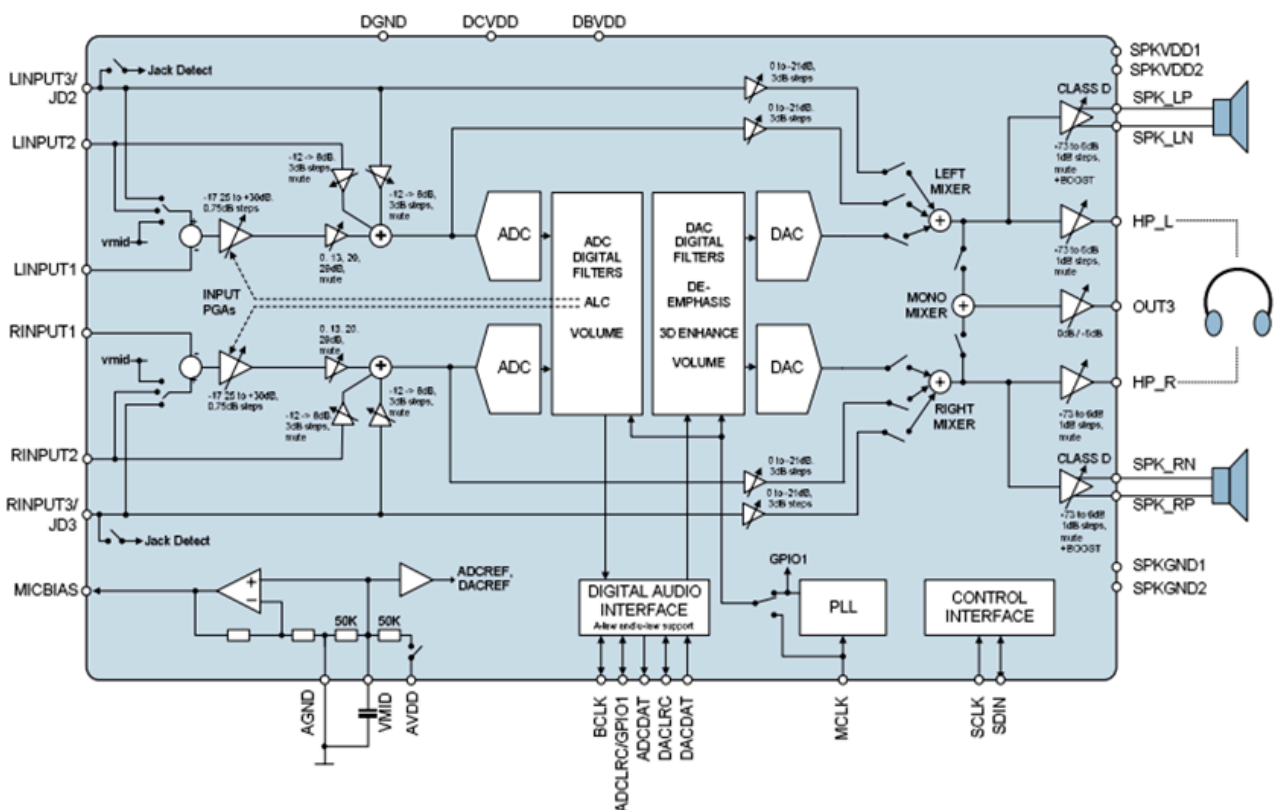 DGND
DCVDD
DBVDD
LINPUT3/
JD2
Jack Detect
LINPUT2
vmid
LINPUT1
-17.25 to +30dB,
0.75dB steps
-12 -> 6dB,
3dB steps,
mute
-12 -> 6dB,
3dB steps,
mute
INPUT
PGAs
RINPUT1
vmid
-17.25 to +30dB,
0.75dB steps
0, 13, 20,
mute
-12 -> 6dB,
3dB steps,
mute
-12 -> 6dB,
3dB steps,
mute
RINPUT2
RINPUT3/
JD3
Jack Detect
ADC
ADC
ADC
DIGITAL
FILTERS
ALC
VOLUME
DAC
DIGITAL
FILTERS
DE-
EMPHASIS
3D ENHANCE
VOLUME
DAC
DAC
0 to -21dB,
3dB steps
0 to -21dB,
3dB steps
0 to -21dB,
3dB steps
0 to -21dB,
3dB steps
LEFT
MIXER
MONO
MIXER
RIGHT
MIXER
CLASS D
-73 to 6dB
1dB steps,
mute
+BOOST
-73 to 6dB
1dB steps,
mute
-73 to 6dB
1dB steps,
mute
CLASS D
-73 to 6dB
1dB steps,
mute
+BOOST
SPKVDD1
SPKVDD2
SPK_LP
SPK_LN
HP_L
OUT3
HP_R
SPK_RN
SPK_RP
SPKGND1
SPKGND2
MICBIAS
+
−
50K
50K
ADCREF,
DACREF
AGND
VMID
AVDD
DIGITAL AUDIO
INTERFACE
A-law and u-law support
GPIO1
PLL
CONTROL
INTERFACE
BCLK
ADCLRC/GPIO1
ADCDAT
DACLRC
DACDAT
MCLK
SCLK
SDIN